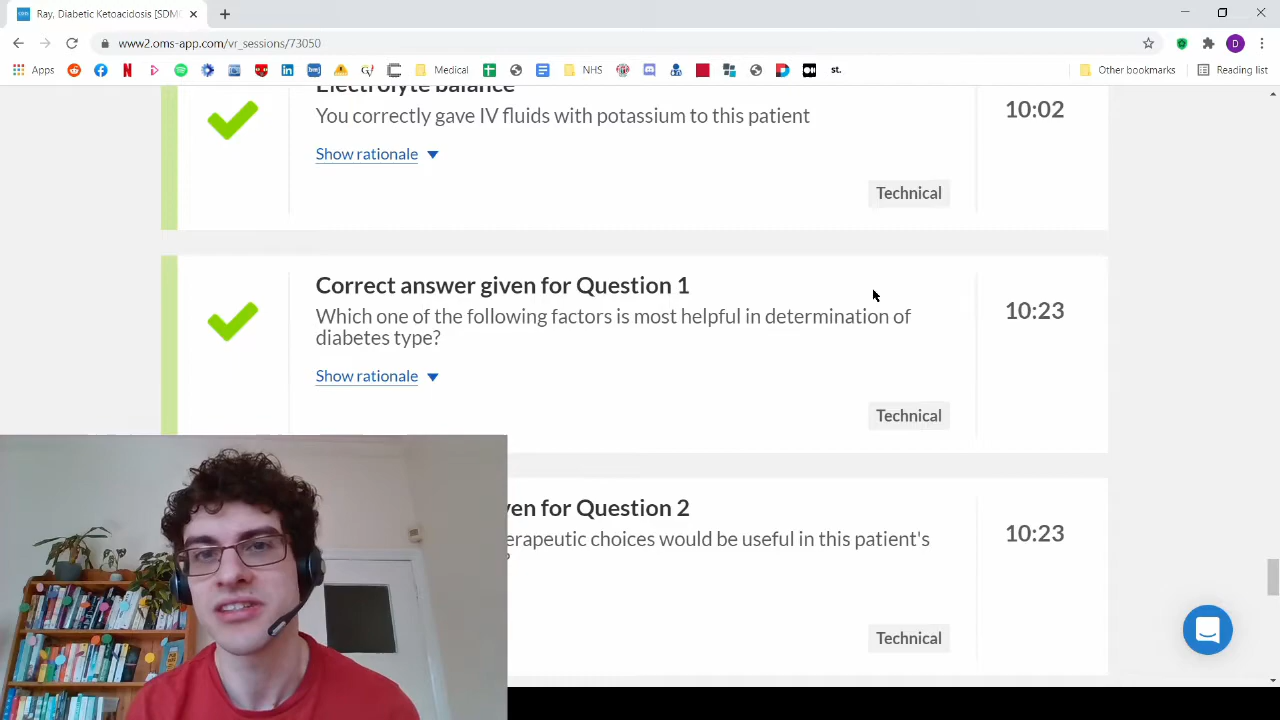 Ray, Diabetic Ketoacidosis [SDM
www2.oms-app.com/vr_sessions/73050
D
Apps
Medical
NHS
st.
Other bookmarks
Reading list
Electrolyte balance
You correctly gave IV fluids with potassium to this patient
10:02
Show rationale
Technical
Correct answer given for Question 1
Which one of the following factors is most helpful in determination of
diabetes type?
10:23
Show rationale
Technical
ven for Question 2
erapeutic choices would be useful in this patient's
?
10:23
Technical